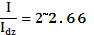 I/I_dz = 2~2.66